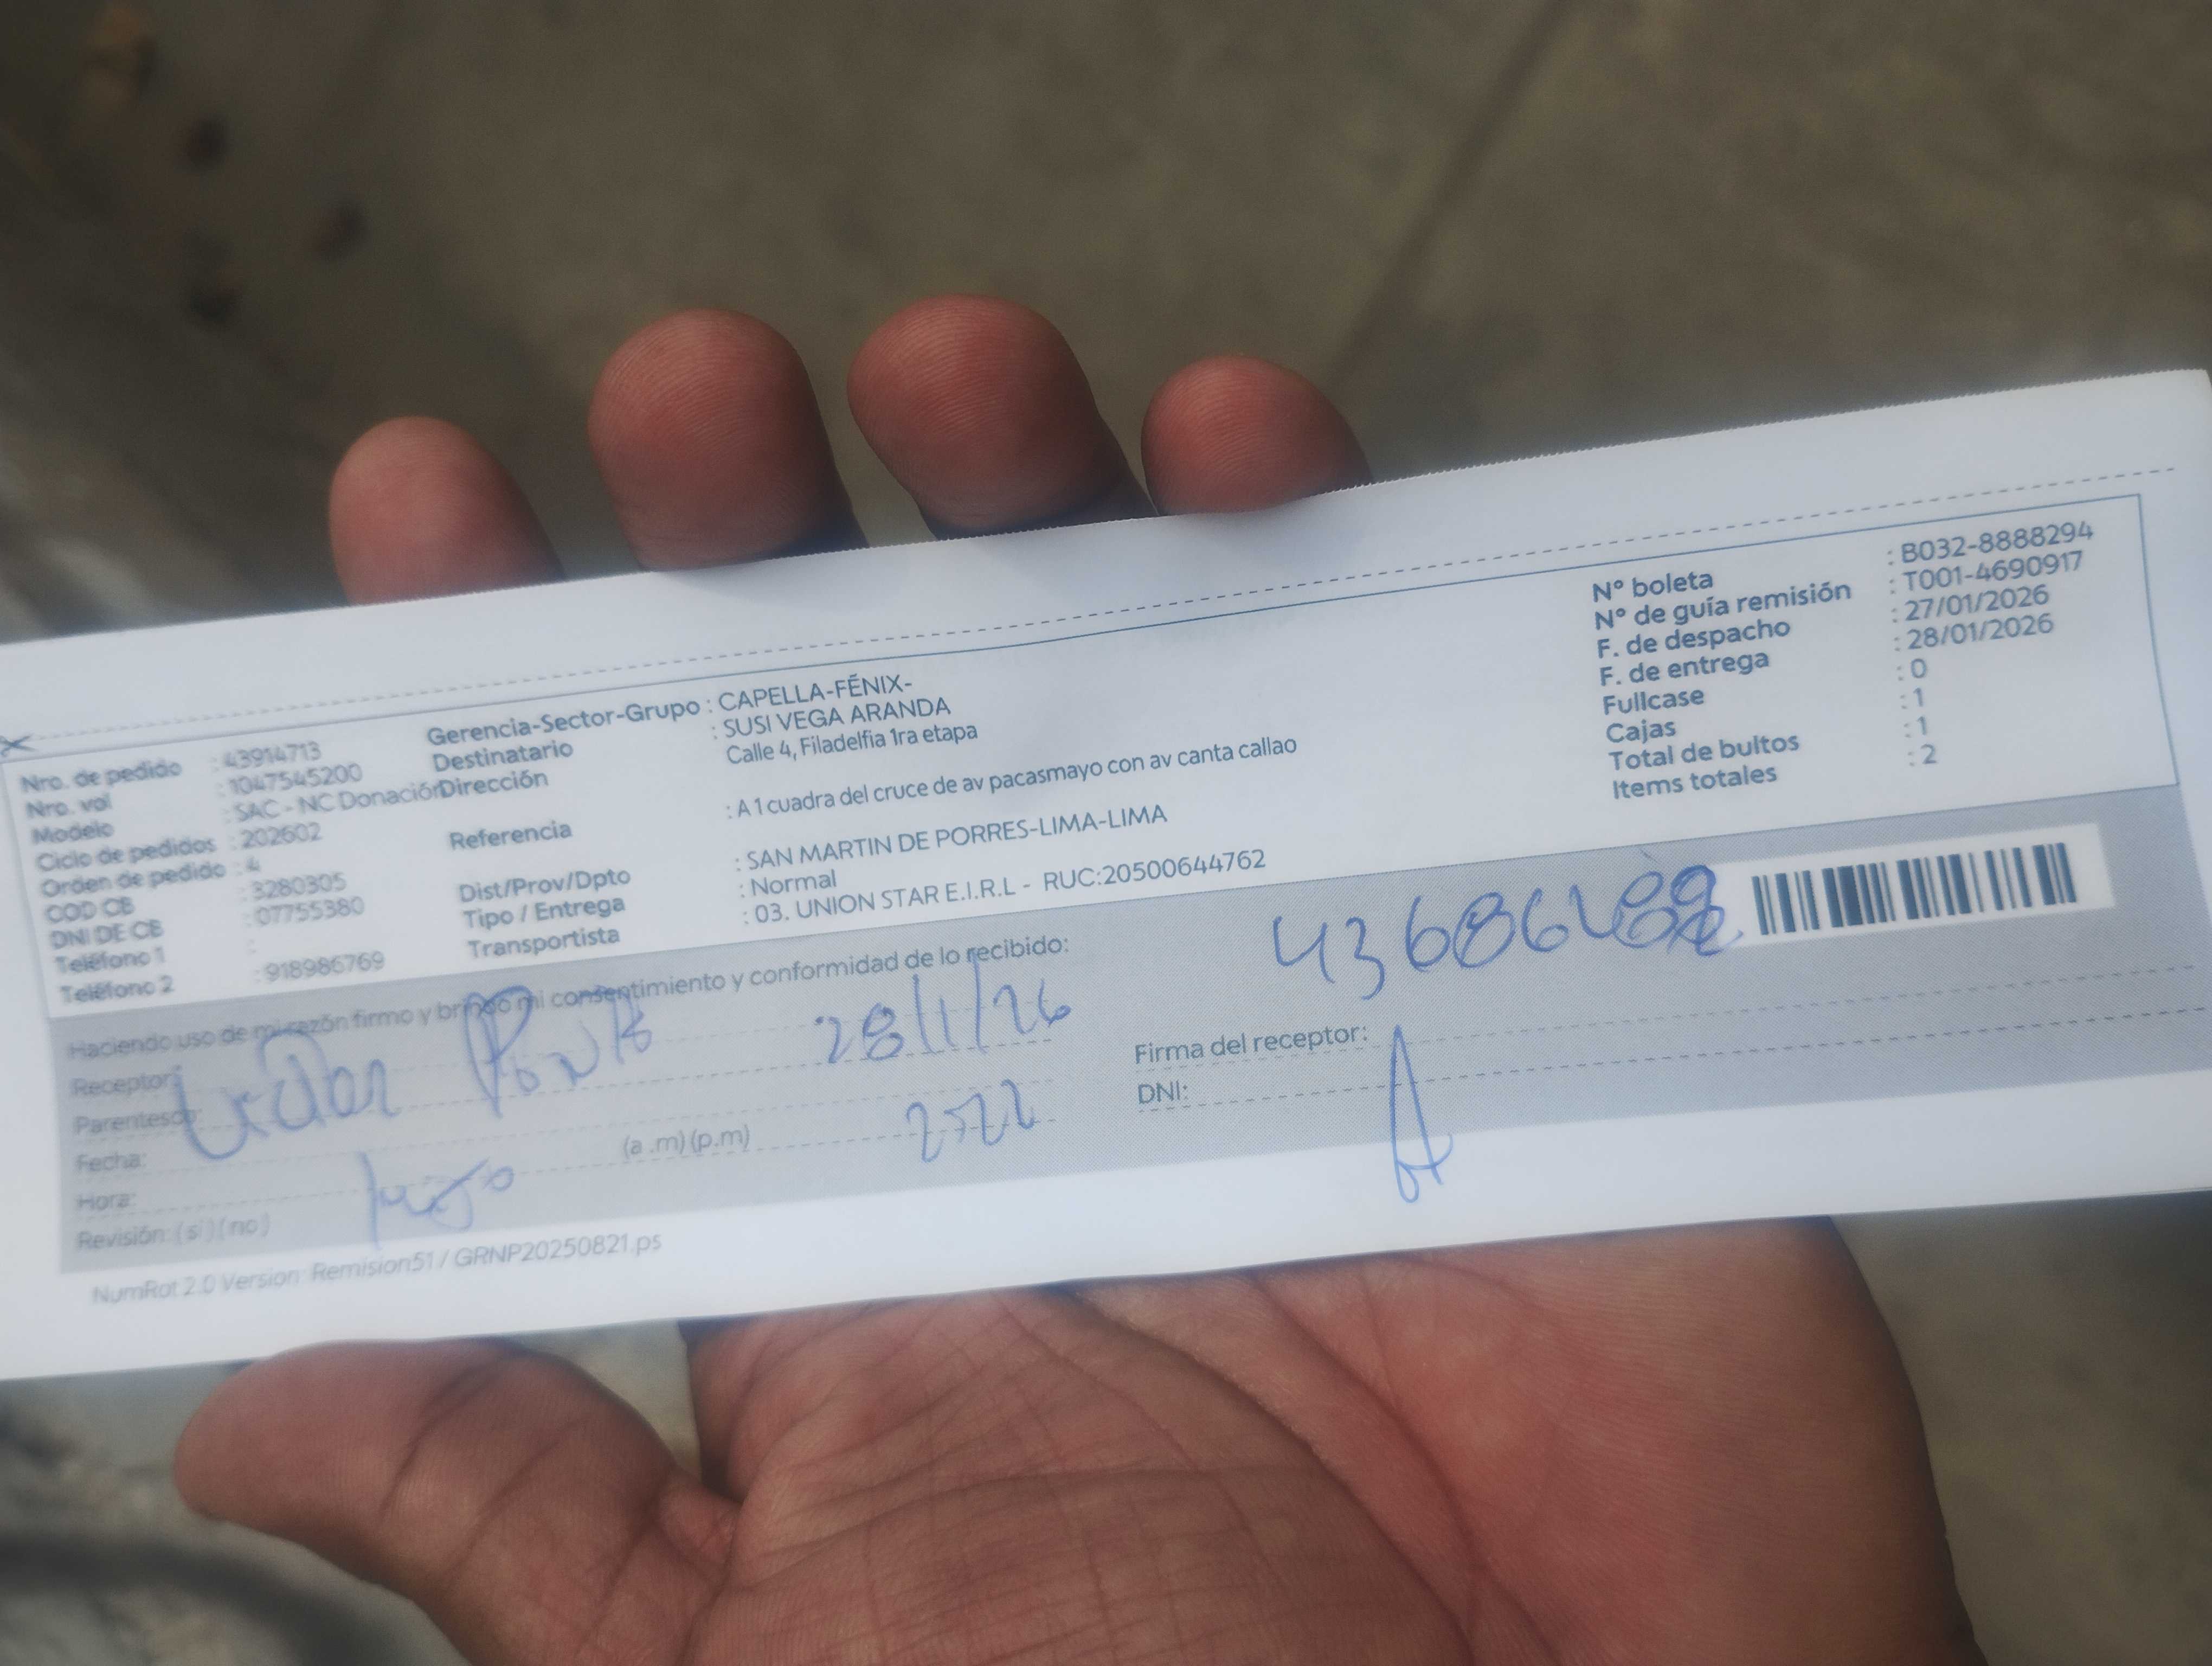 Nro. de pedido : 43914713
Nro. vol : 1047545200
Modelo : SAC - NC Donación
Ciclo de pedidos : 202602
Orden de pedido : 4
COD CB : 3280305
DNI DE CB : 07755380
Teléfono 1 :
Teléfono 2 : 918986769
Gerencia-Sector-Grupo : CAPELLA-FÉNIX-
Destinatario : SUSI VEGA ARANDA
Dirección Calle 4, Filadelfia 1ra etapa
Referencia : A 1 cuadra del cruce de av pacasmayo con av canta callao
Dist/Prov/Dpto : SAN MARTIN DE PORRES-LIMA-LIMA
Tipo / Entrega : Normal
Transportista : 03. UNION STAR E.I.R.L - RUC:20500644762
N° boleta : B032-8888294
N° de guía remisión : T001-4690917
F. de despacho : 27/01/2026
F. de entrega : 28/01/2026
Fullcase : 0
Cajas : 1
Total de bultos : 1
Items totales : 2
Haciendo uso de mi razón firmo y brindo mi consentimiento y conformidad de lo recibido:
Receptor:
Parentesco:
Fecha: 28/1/26
Hora: (a .m) (p.m)
Revisión: (si) (no)
Firma del receptor:
DNI:
NumRot 2.0 Version: Remision51 / GRNP20250821.ps